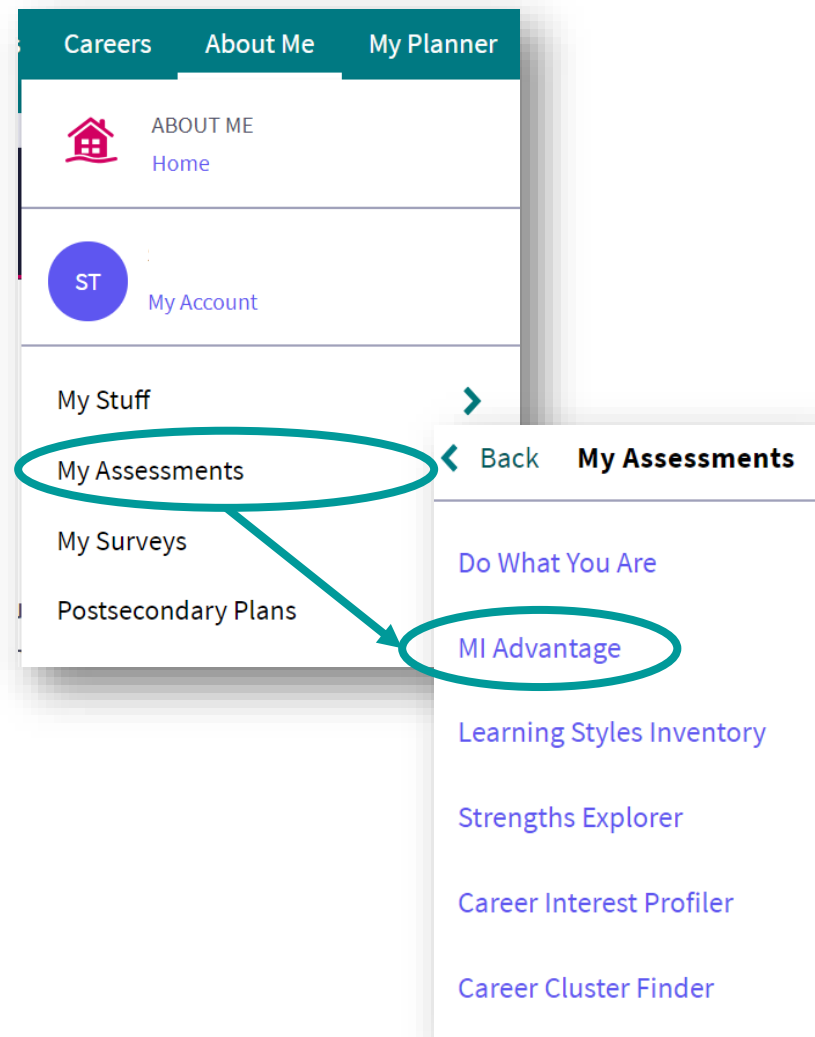 Careers About Me My Planner
ABOUT ME
Home
ST
My Account
My Stuff
My Assessments
My Surveys
Postsecondary Plans
Back My Assessments
Do What You Are
MI Advantage
Learning Styles Inventory
Strengths Explorer
Career Interest Profiler
Career Cluster Finder